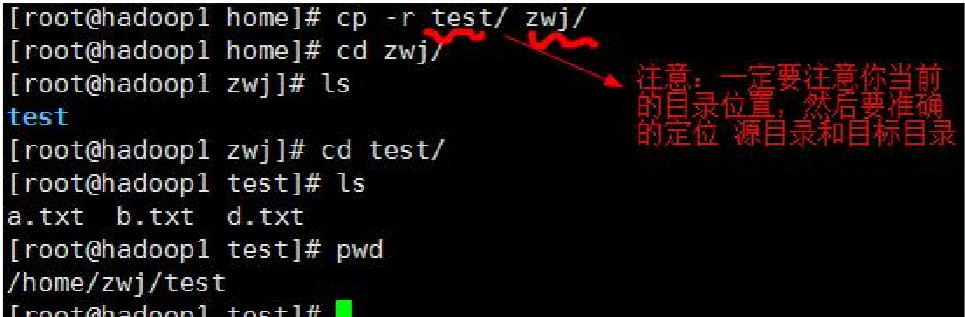 [root@hadoop1 home]# cp -r test/ zwj/
[root@hadoop1 home]# cd zwj/
[root@hadoop1 zwj]# ls
test
[root@hadoop1 zwj]# cd test/
[root@hadoop1 test]# ls
a.txt  b.txt  d.txt
[root@hadoop1 test]# pwd
/home/zwj/test
[root@hadoop1 test]#
注意：一定要注意你当前
的目录位置，然后要准确
的定位 源目录和目标目录